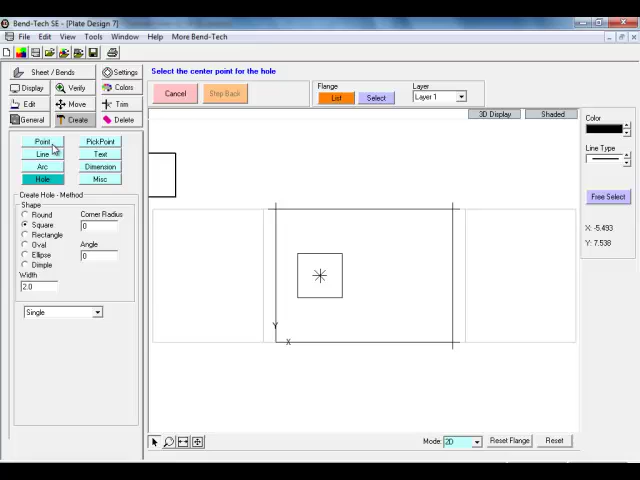 Bend-Tech SE - [Plate Design 7]
File Edit View Tools Window Help More Bend-Tech
Sheet / Bends Settings
Display Verify Colors
Edit Move Trim
General Create Delete
Select the center point for the hole
Cancel Step Back
Flange
List Select
Layer
Layer 1
3D Display Shaded
Point PickPoint
Line Text
Arc Dimension
Hole Misc
Create Hole - Method
Shape
Round
Square
Rectangle
Oval
Ellipse
Dimple
Corner Radius
0
Angle
0
Width
2.0
Single
Y
X
Color
Line Type
Free Select
X: -5.493
Y: 7.538
Mode: 2D Reset Flange Reset